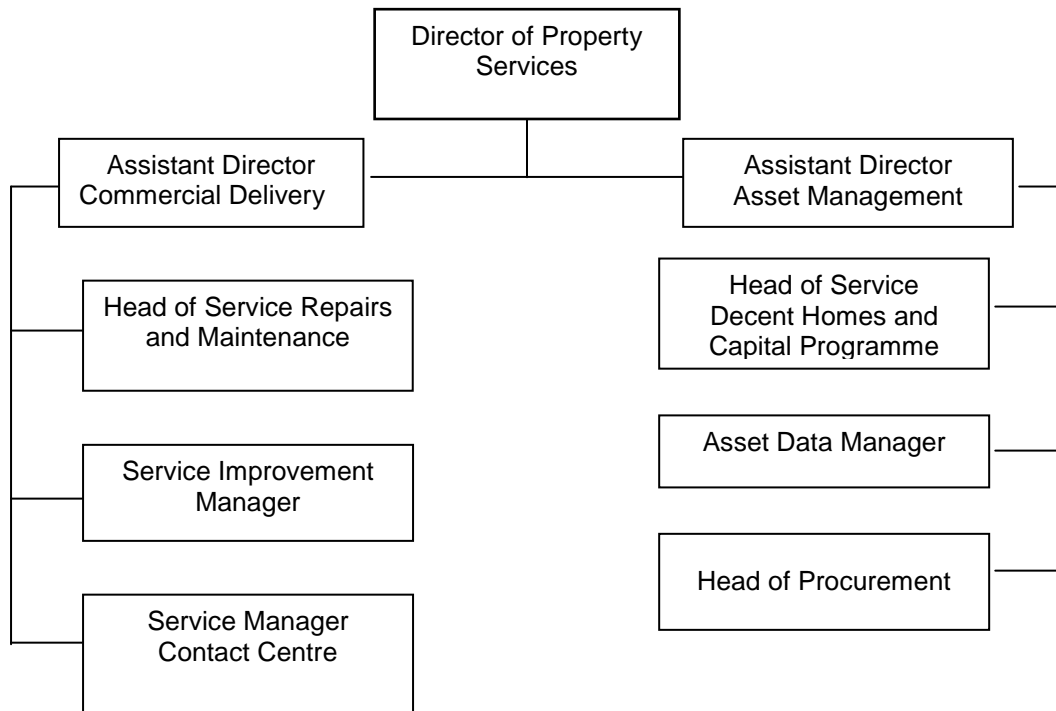 Director of Property
Services
Assistant Director
Commercial Delivery
Assistant Director
Asset Management
Head of Service Repairs
and Maintenance
Head of Service
Decent Homes and
Capital Programme
Service Improvement
Manager
Asset Data Manager
Service Manager
Contact Centre
Head of Procurement